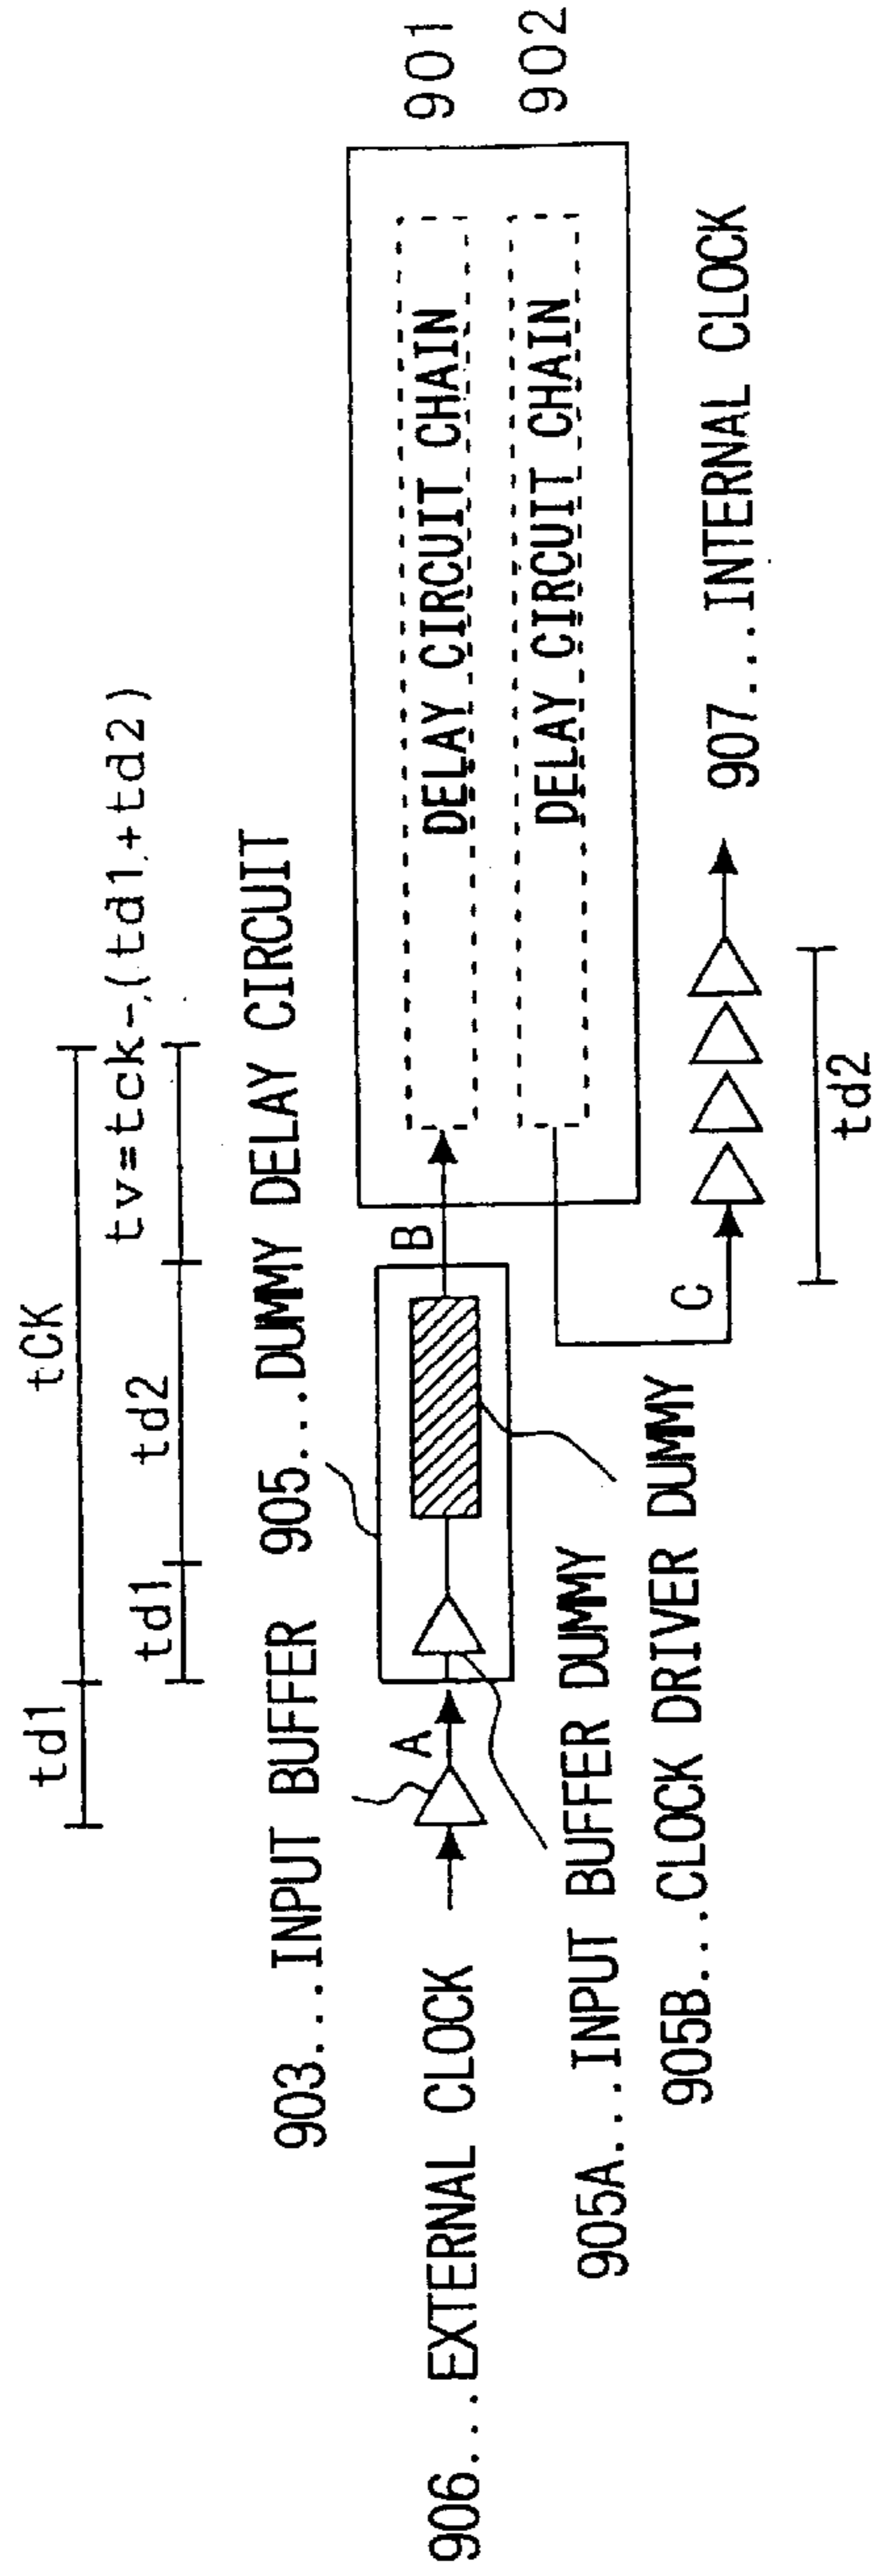 td1
tCK
td1
td2
tv=tck-(td1+td2)
903...INPUT BUFFER
905...DUMMY DELAY CIRCUIT
906...EXTERNAL CLOCK
A
B
DELAY CIRCUIT CHAIN
901
DELAY CIRCUIT CHAIN
902
905A...INPUT BUFFER DUMMY
905B...CLOCK DRIVER DUMMY
C
907...INTERNAL CLOCK
td2